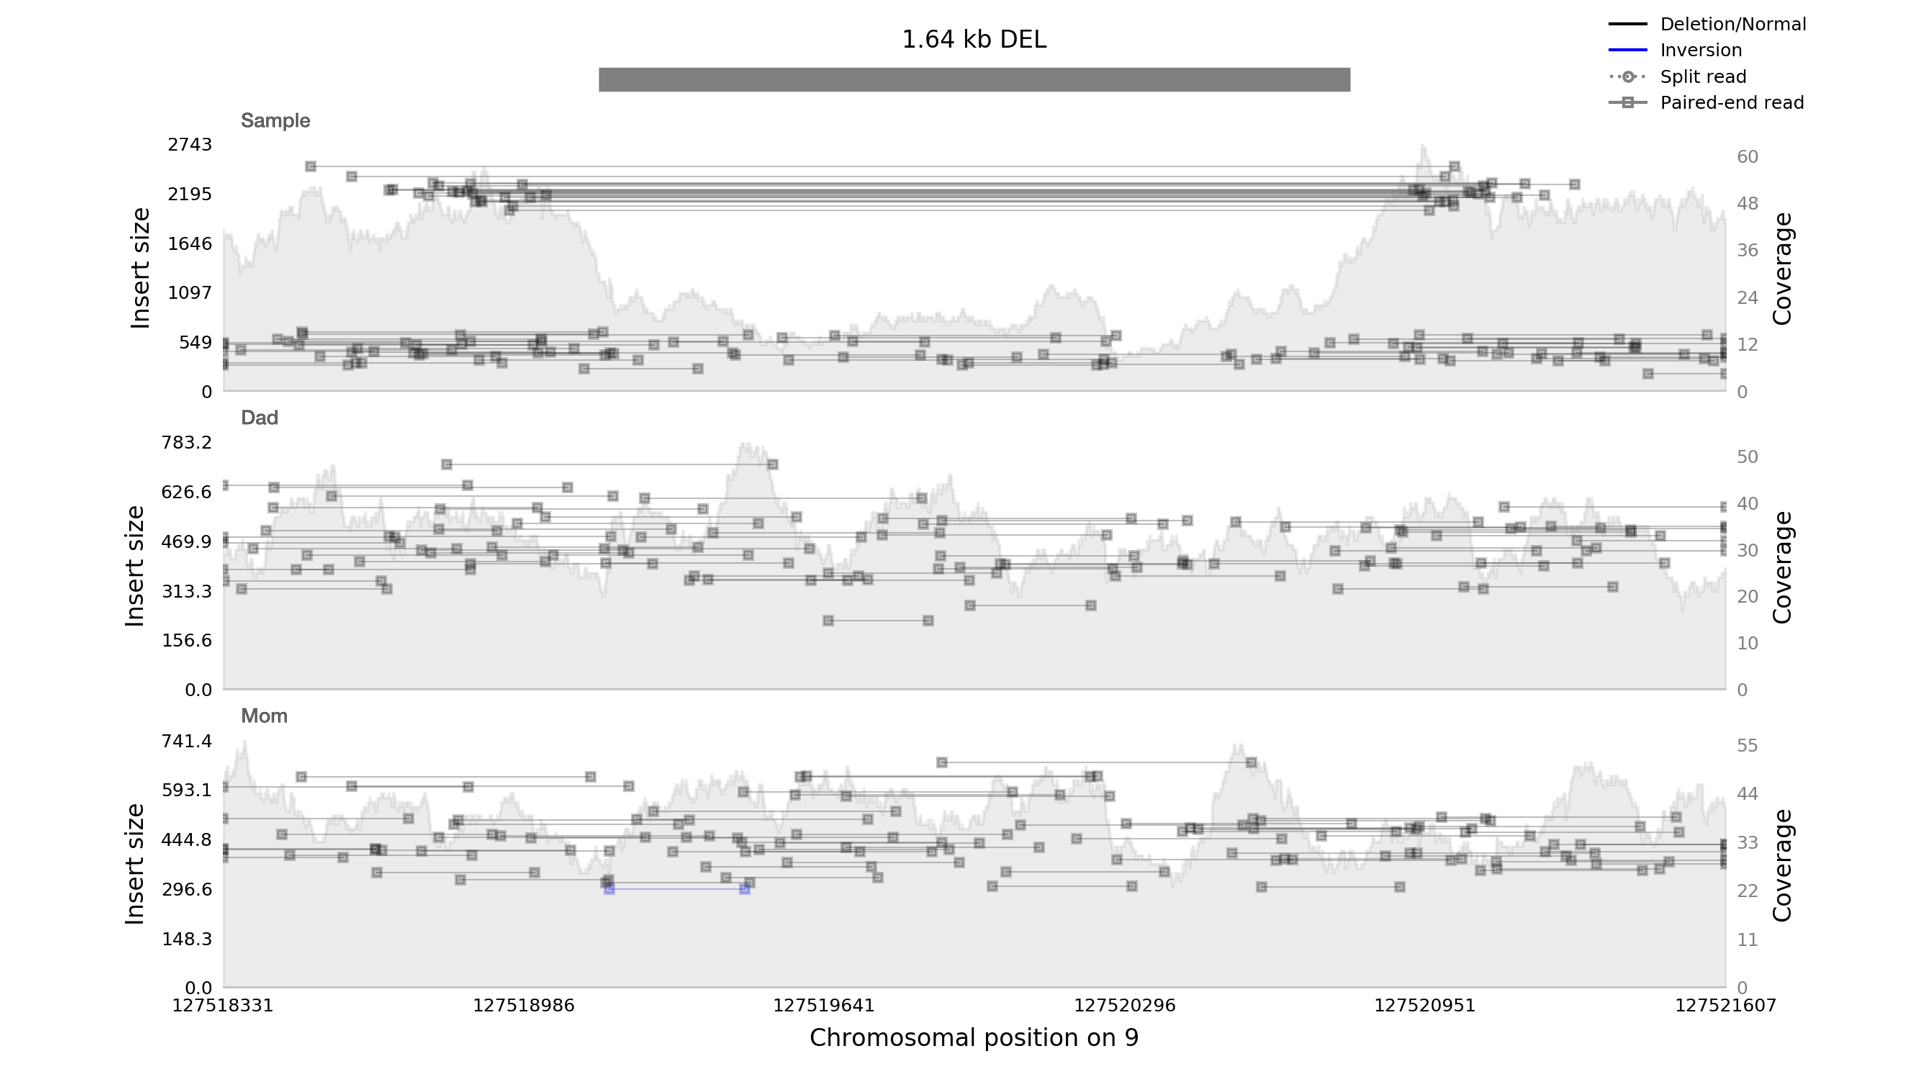 1.64 kb DEL
Deletion/Normal
Inversion
Split read
Paired-end read
Sample
2743
2195
1646
1097
549
0
Insert size
60
48
36
24
12
0
Coverage
Dad
783.2
626.6
469.9
313.3
156.6
0.0
Insert size
50
40
30
20
10
0
Coverage
Mom
741.4
593.1
444.8
296.6
148.3
0.0
Insert size
55
44
33
22
11
0
Coverage
127518331 127518986 127519641 127520296 127520951 127521607
Chromosomal position on 9